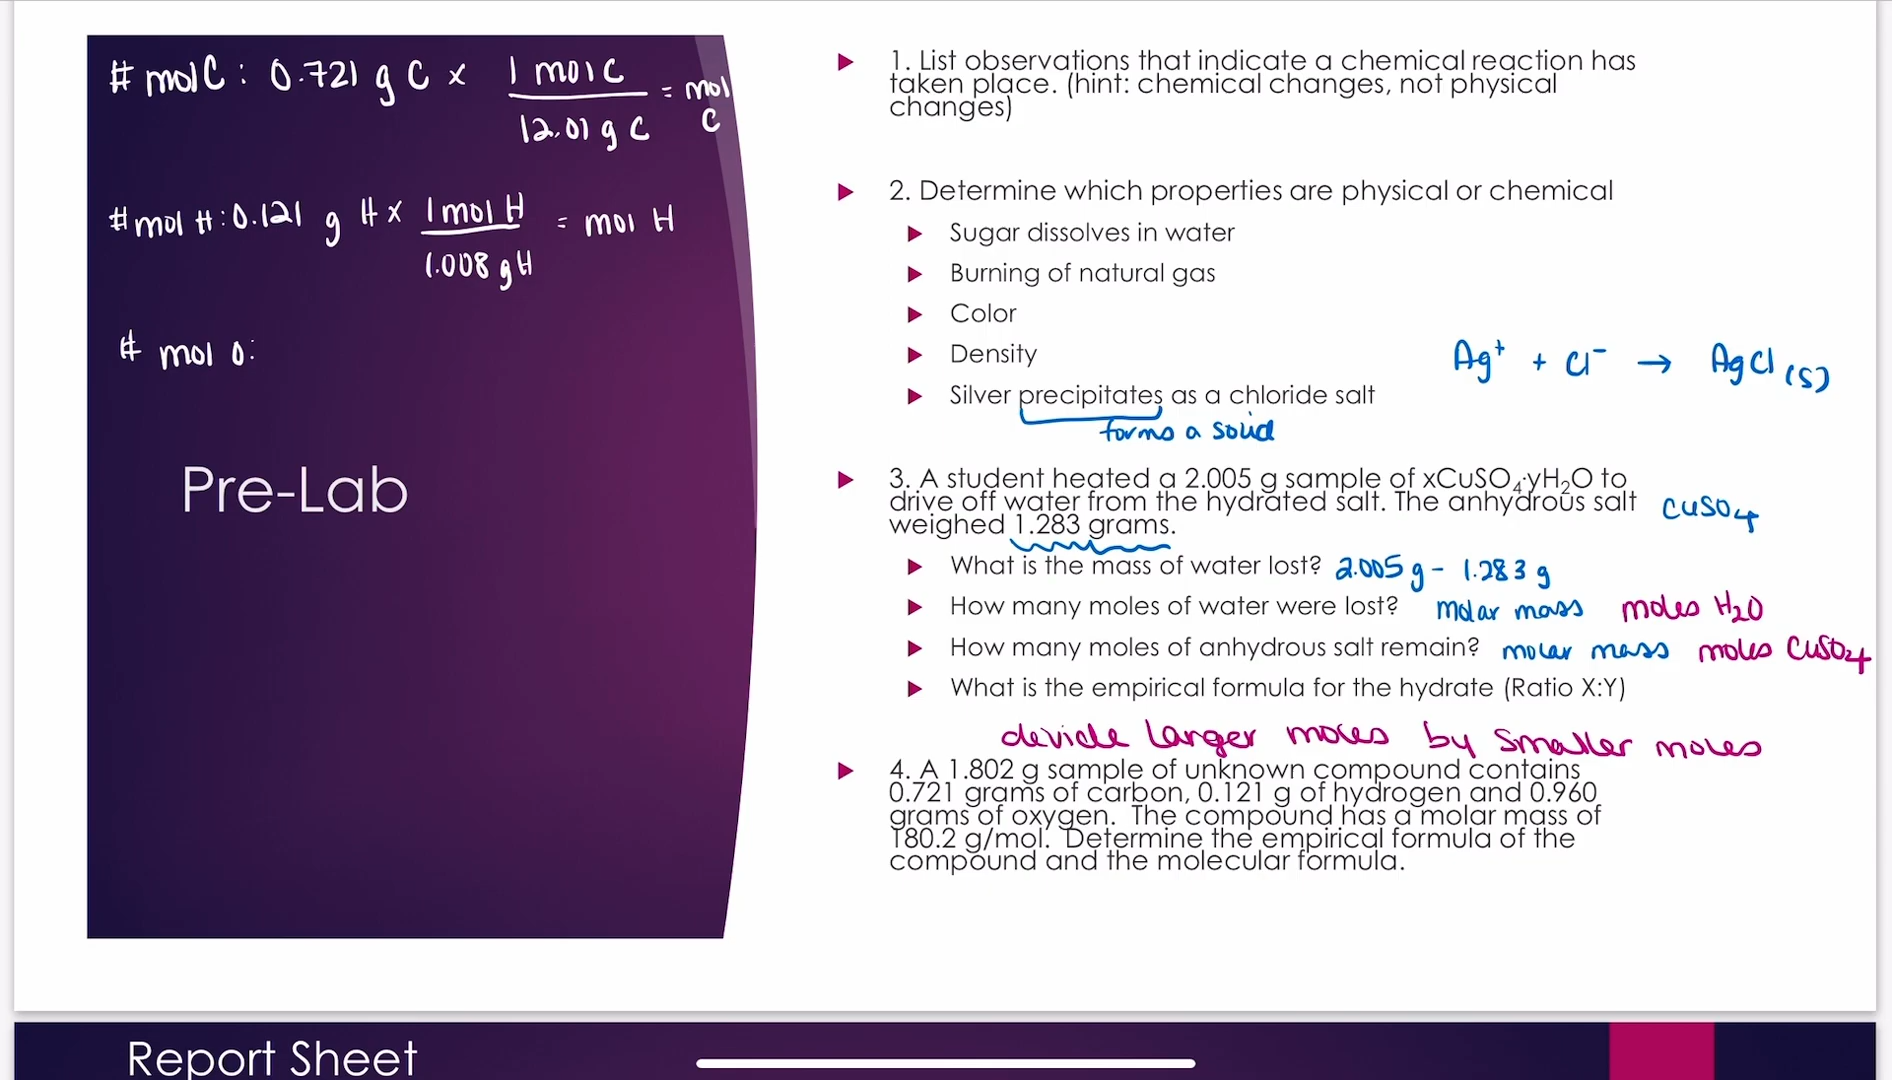 # mol C : 0.721 g C x 1 mol C = mol
12.01 g C C
# mol H : 0.121 g H x 1 mol H = mol H
1.008 g H
# mol O:
Pre-Lab
1. List observations that indicate a chemical reaction has
taken place. (hint: chemical changes, not physical
changes)
2. Determine which properties are physical or chemical
Sugar dissolves in water
Burning of natural gas
Color
Density
Ag⁺ + Cl⁻ → AgCl (s)
Silver precipitates as a chloride salt
forms a solid
3. A student heated a 2.005 g sample of xCuSO₄·yH₂O to
drive off water from the hydrated salt. The anhydrous salt
CuSO₄
weighed 1.283 grams.
What is the mass of water lost? 2.005 g - 1.283 g
How many moles of water were lost? molar mass moles H₂O
How many moles of anhydrous salt remain? molar mass moles CuSO₄
What is the empirical formula for the hydrate (Ratio X:Y)
devide larger moles by smaller moles
4. A 1.802 g sample of unknown compound contains
0.721 grams of carbon, 0.121 g of hydrogen and 0.960
grams of oxygen. The compound has a molar mass of
180.2 g/mol. Determine the empirical formula of the
compound and the molecular formula.
Report Sheet